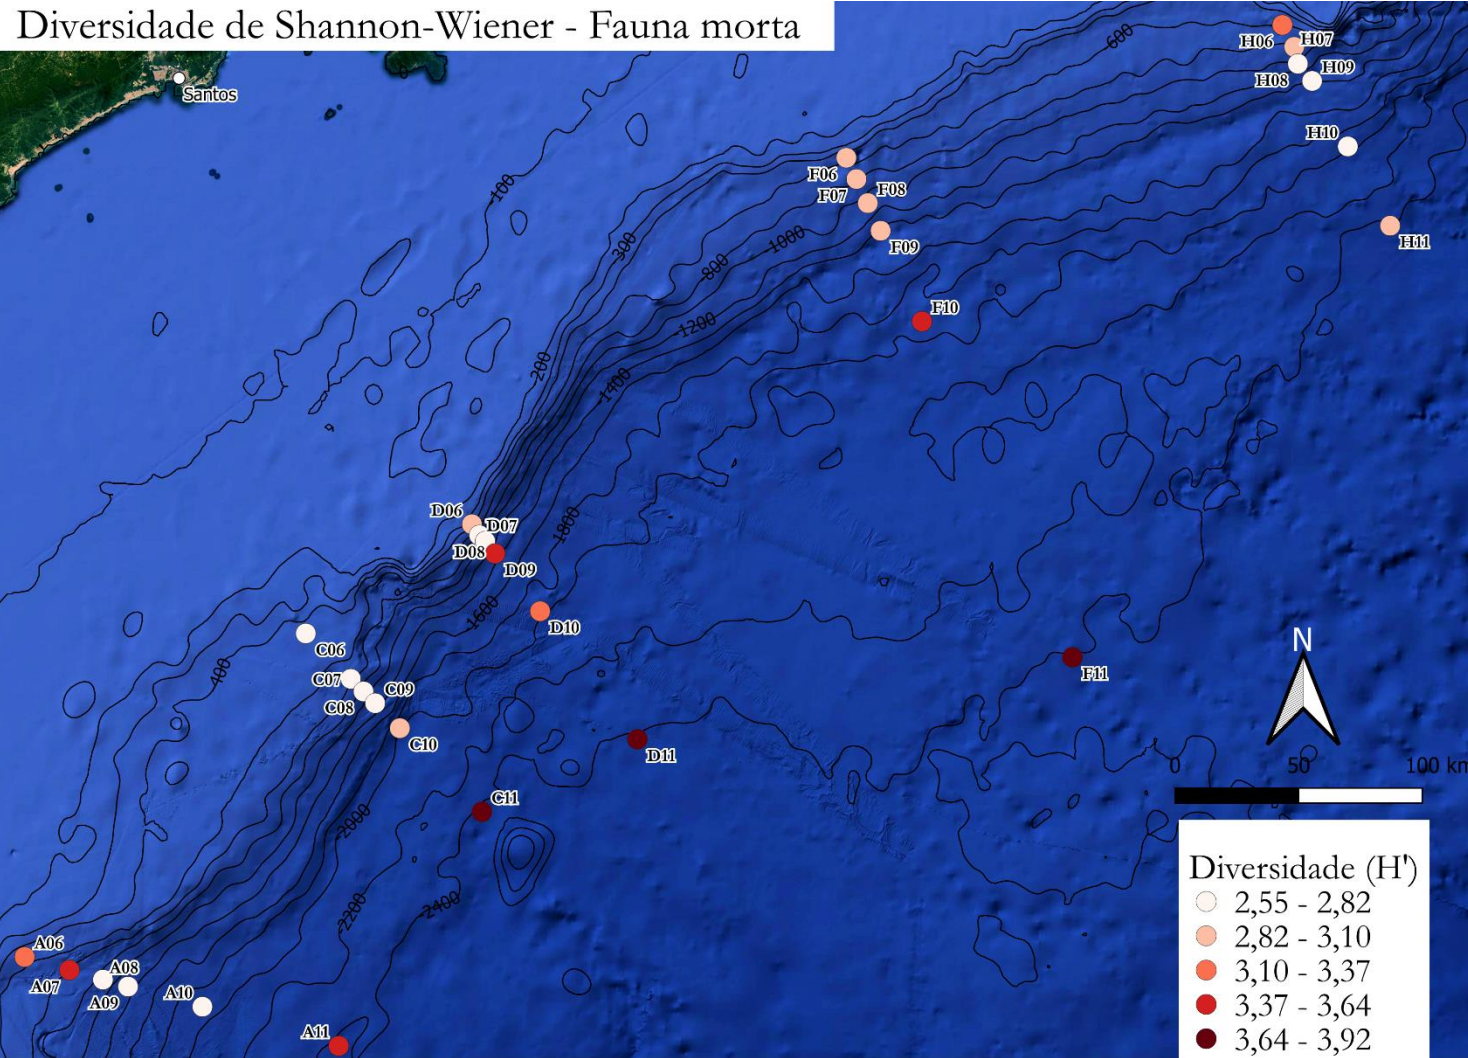 Diversidade de Shannon-Wiener - Fauna morta
Santos
0
-600
H06
H07
H08
H09
H10
H11
-100
F06
F07
F08
F09
F10
-300
-800
-1000
-1200
-200
-1400
D06
D07
D08
D09
D10
-1800
-1600
C06
-400
C07
C08
C09
C10
F11
D11
C11
N
0 50 100 km
-2000
-2200
-2400
A06
A07
A08
A09
A10
A11
Diversidade (H')
2,55 - 2,82
2,82 - 3,10
3,10 - 3,37
3,37 - 3,64
3,64 - 3,92